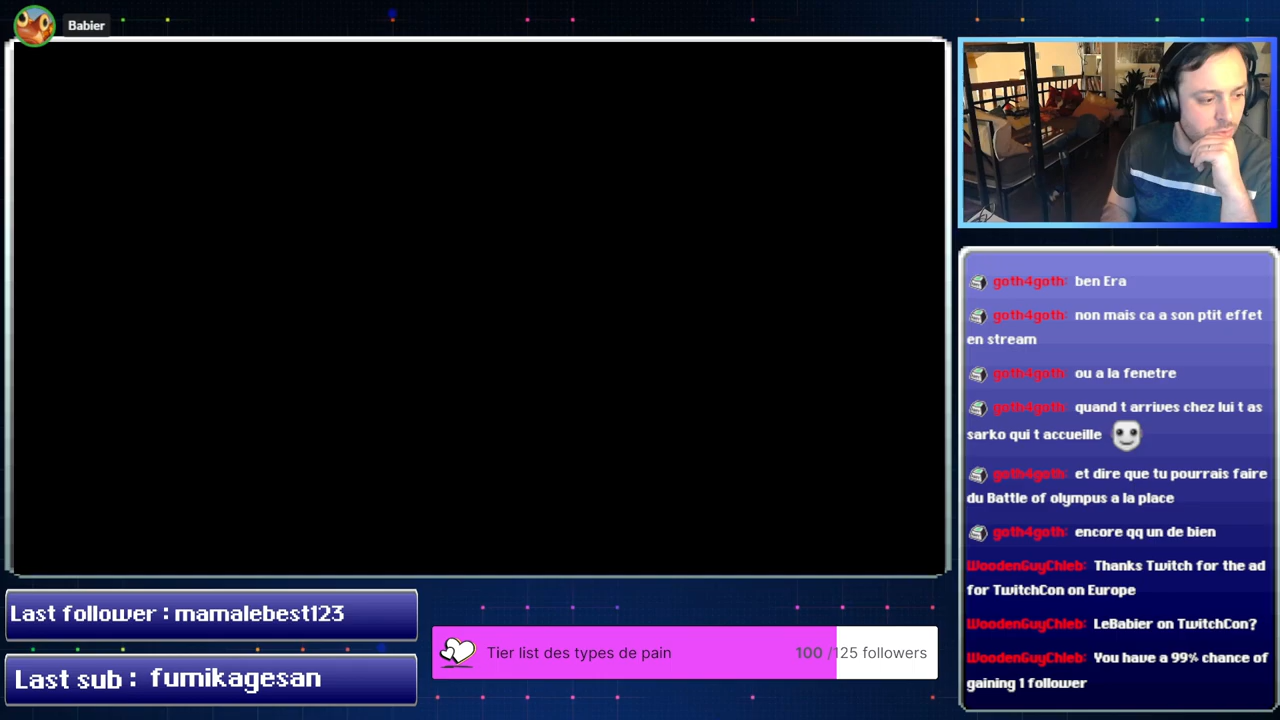 Babier
goth4goth: ben Era
goth4goth: non mais ca a son ptit effet
en stream
goth4goth: ou a la fenetre
goth4goth: quand t arrives chez lui t as
sarko qui t accueille
goth4goth: et dire que tu pourrais faire
du Battle of olympus a la place
goth4goth: encore qq un de bien
WoodenGuyChleb: Thanks Twitch for the ad
for TwitchCon on Europe
WoodenGuyChleb: LeBabier on TwitchCon?
WoodenGuyChleb: You have a 99% chance of
gaining 1 follower
Last follower : mamalebest123
Last sub : fumikagesan
Tier list des types de pain 100 /125 followers